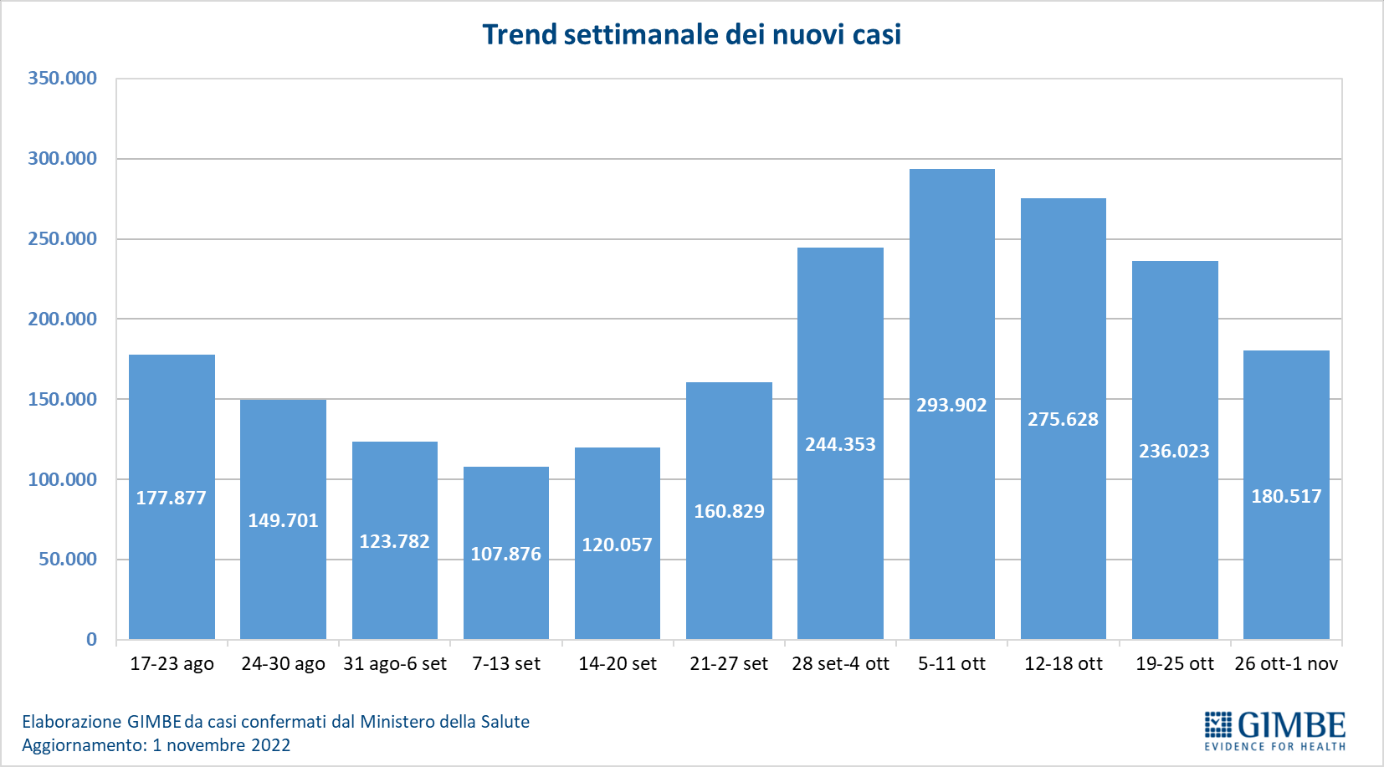 Trend settimanale dei nuovi casi
350.000
300.000
250.000
200.000
150.000
100.000
50.000
0
177.877
149.701
123.782
107.876
120.057
160.829
244.353
293.902
275.628
236.023
180.517
17-23 ago
24-30 ago
31 ago-6 set
7-13 set
14-20 set
21-27 set
28 set-4 ott
5-11 ott
12-18 ott
19-25 ott
26 ott-1 nov
Elaborazione GIMBE da casi confermati dal Ministero della Salute
Aggiornamento: 1 novembre 2022
GIMBE
EVIDENCE FOR HEALTH